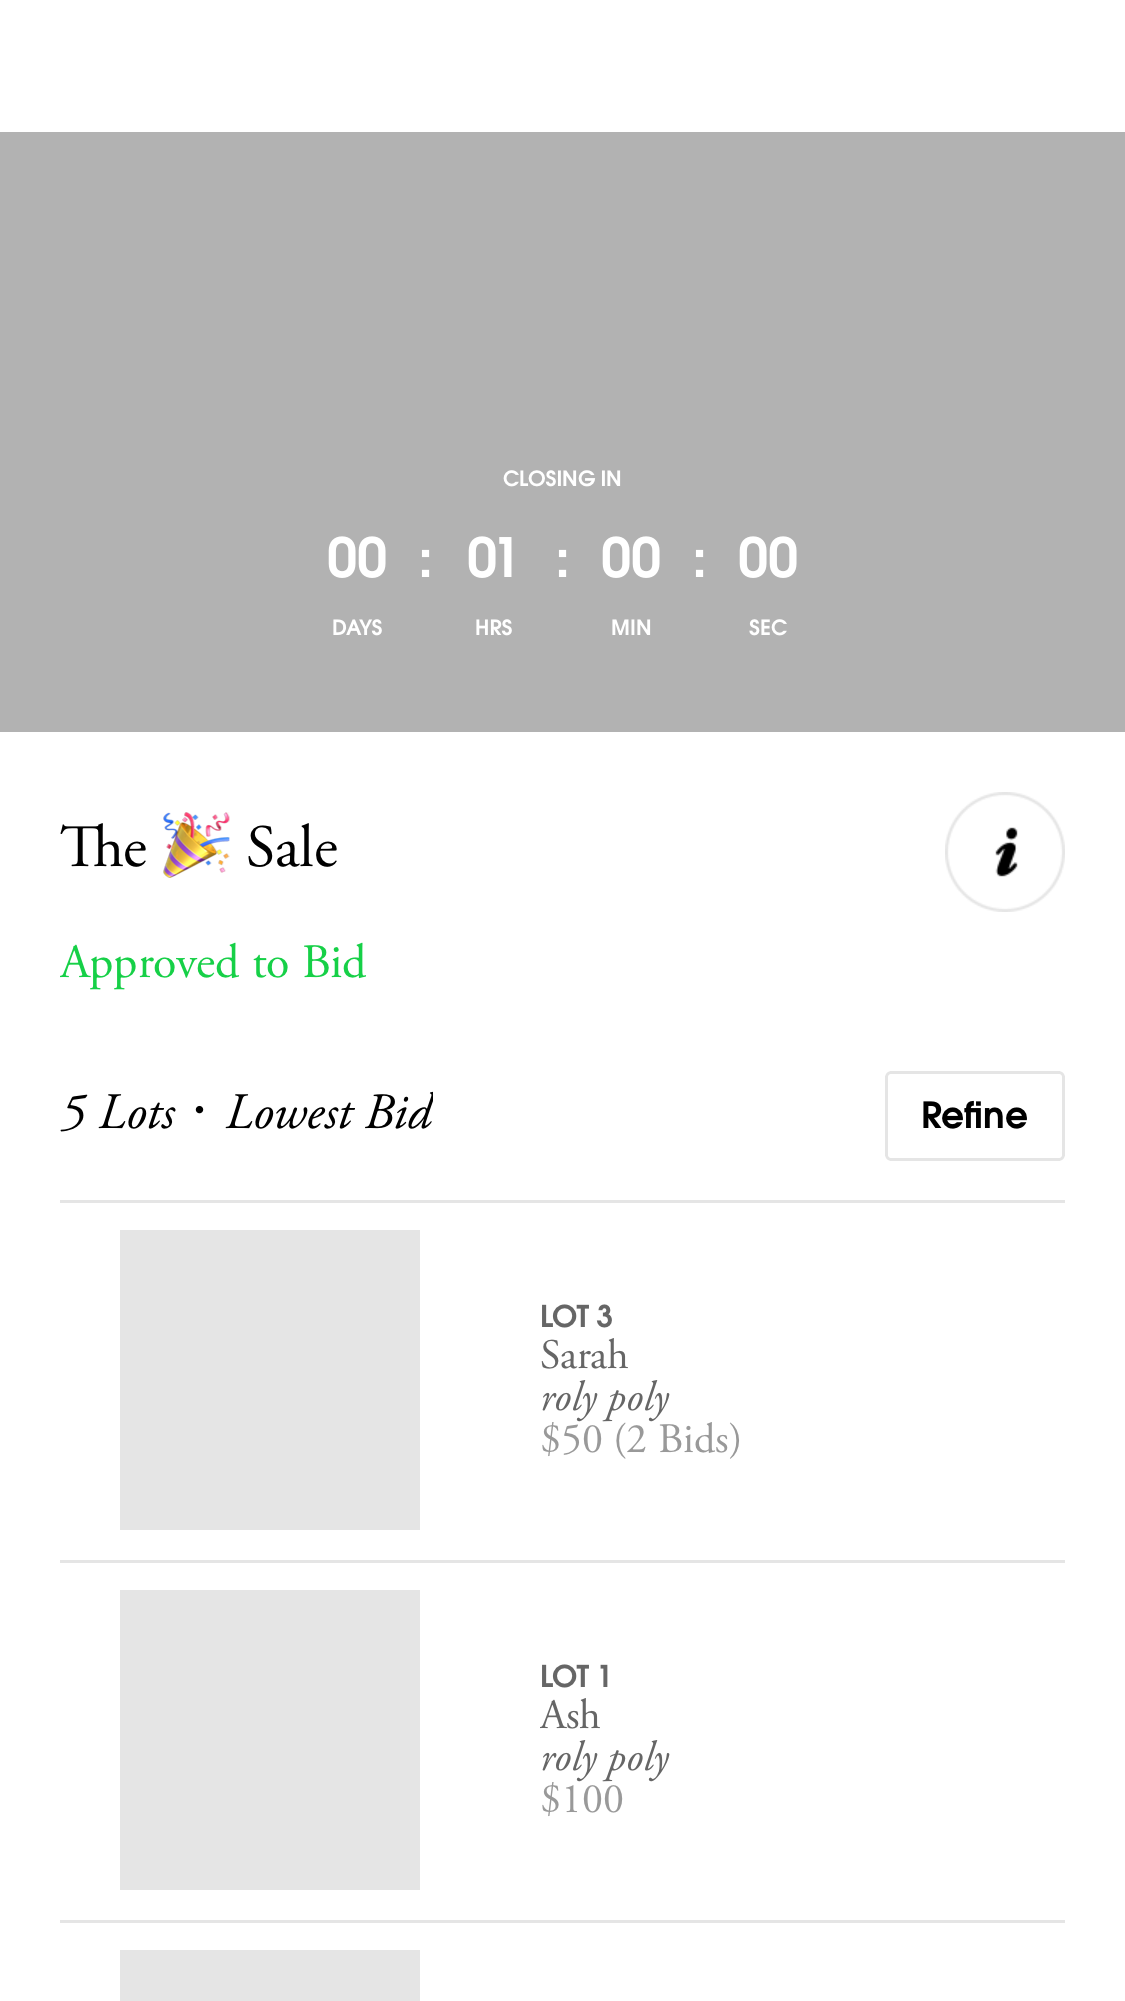 CLOSING IN
00 : 01 : 00 : 00
DAYS HRS MIN SEC
The 🎉 Sale
i
Approved to Bid
5 Lots • Lowest Bid
Refine
LOT 3
Sarah
roly poly
$50 (2 Bids)
LOT 1
Ash
roly poly
$100